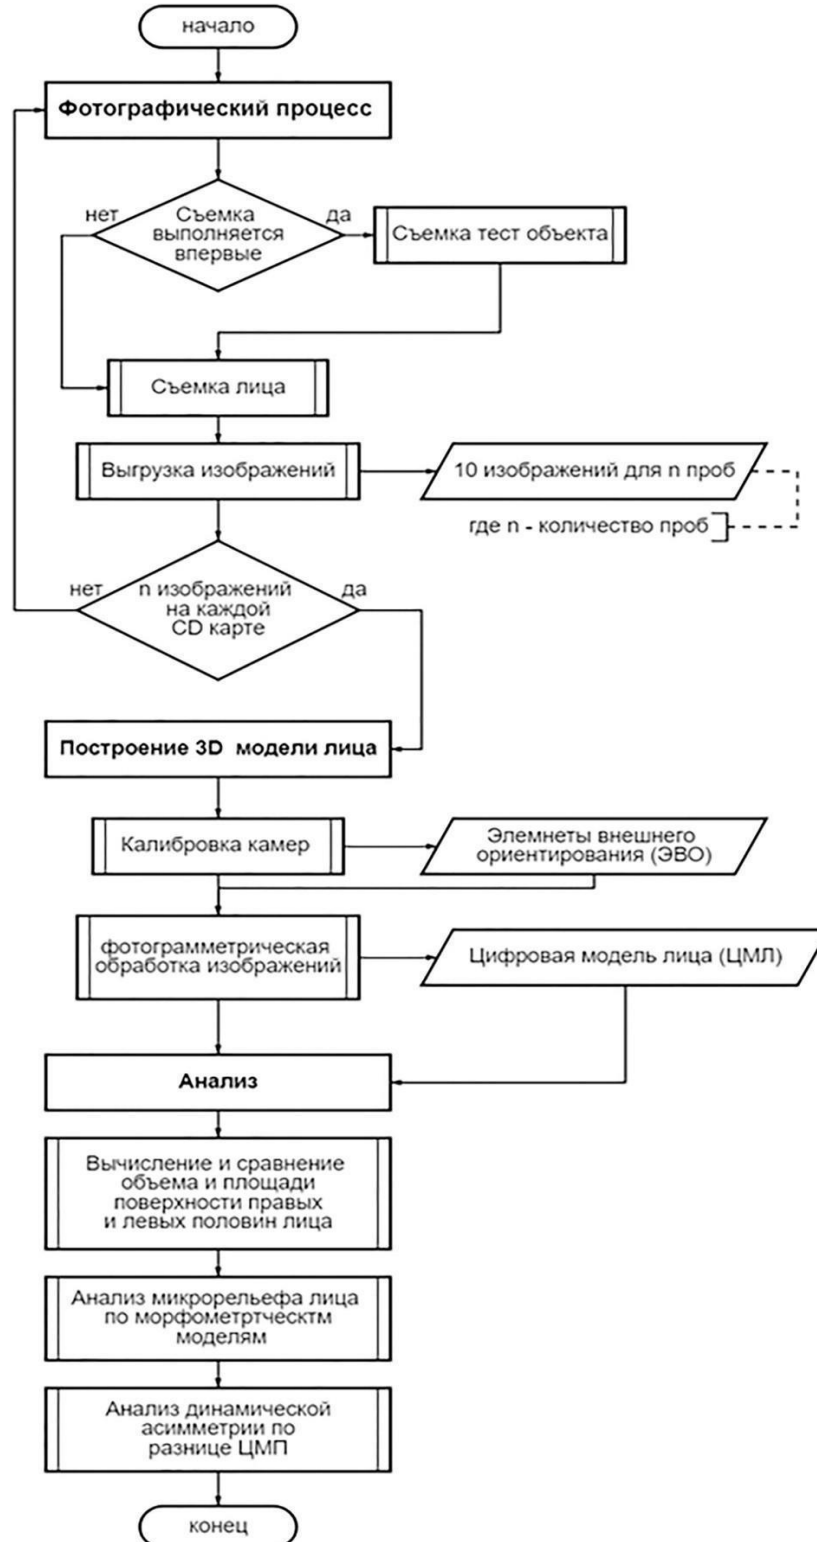 начало
Фотографический процесс
нет
да
Съемка
выполняется
впервые
Съемка тест объекта
Съемка лица
Выгрузка изображений
10 изображений для n проб
где n - количество проб
нет
да
n изображений
на каждой
CD карте
Построение 3D модели лица
Калибровка камер
Элемнеты внешнего
ориентирования (ЭВО)
фотограмметрическая
обработка изображений
Цифровая модель лица (ЦМЛ)
Анализ
Вычисление и сравнение
объема и площади
поверхности правых
и левых половин лица
Анализ микрорельефа лица
по морфометртческтм
моделям
Анализ динамической
асимметрии по
разнице ЦМП
конец